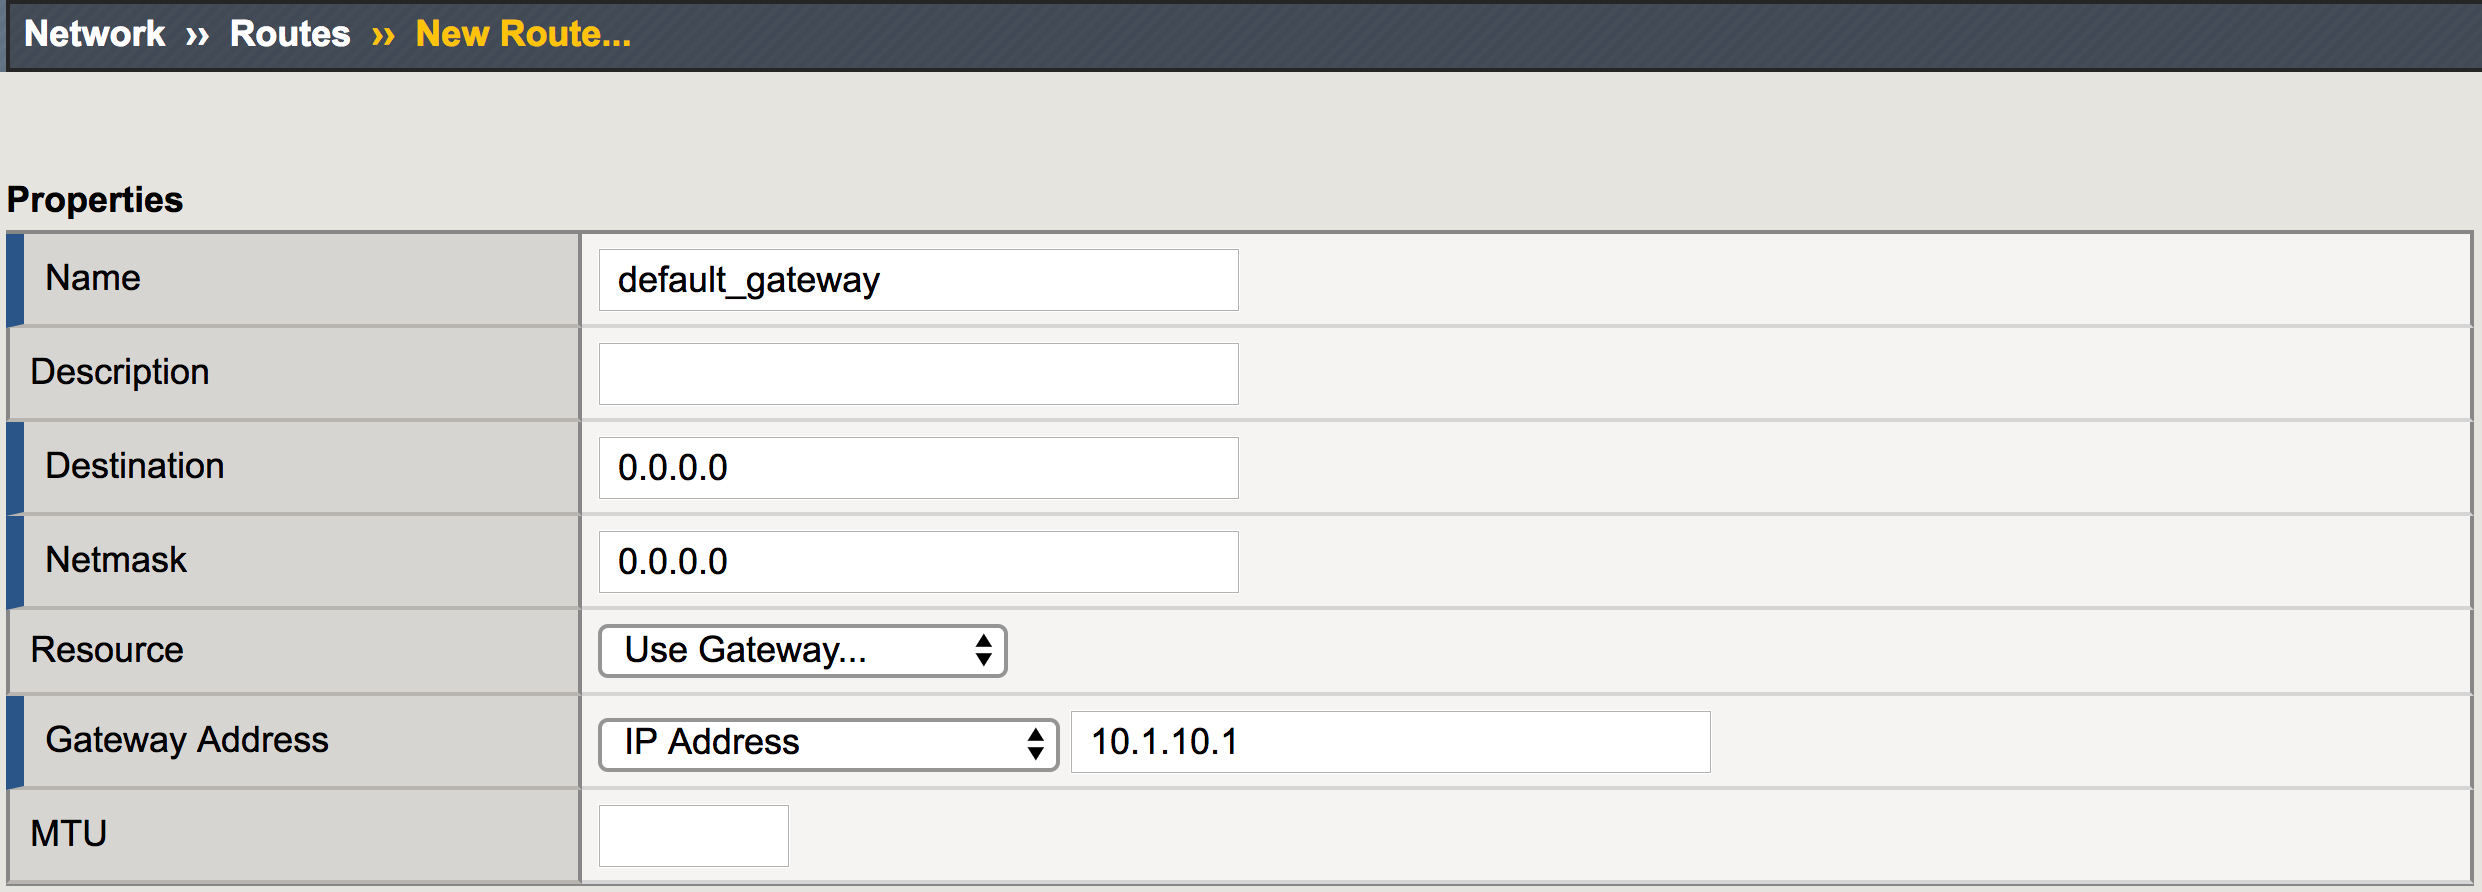 Network ›› Routes ›› New Route...
Properties
Name default_gateway
Description
Destination 0.0.0.0
Netmask 0.0.0.0
Resource Use Gateway...
Gateway Address IP Address 10.1.10.1
MTU